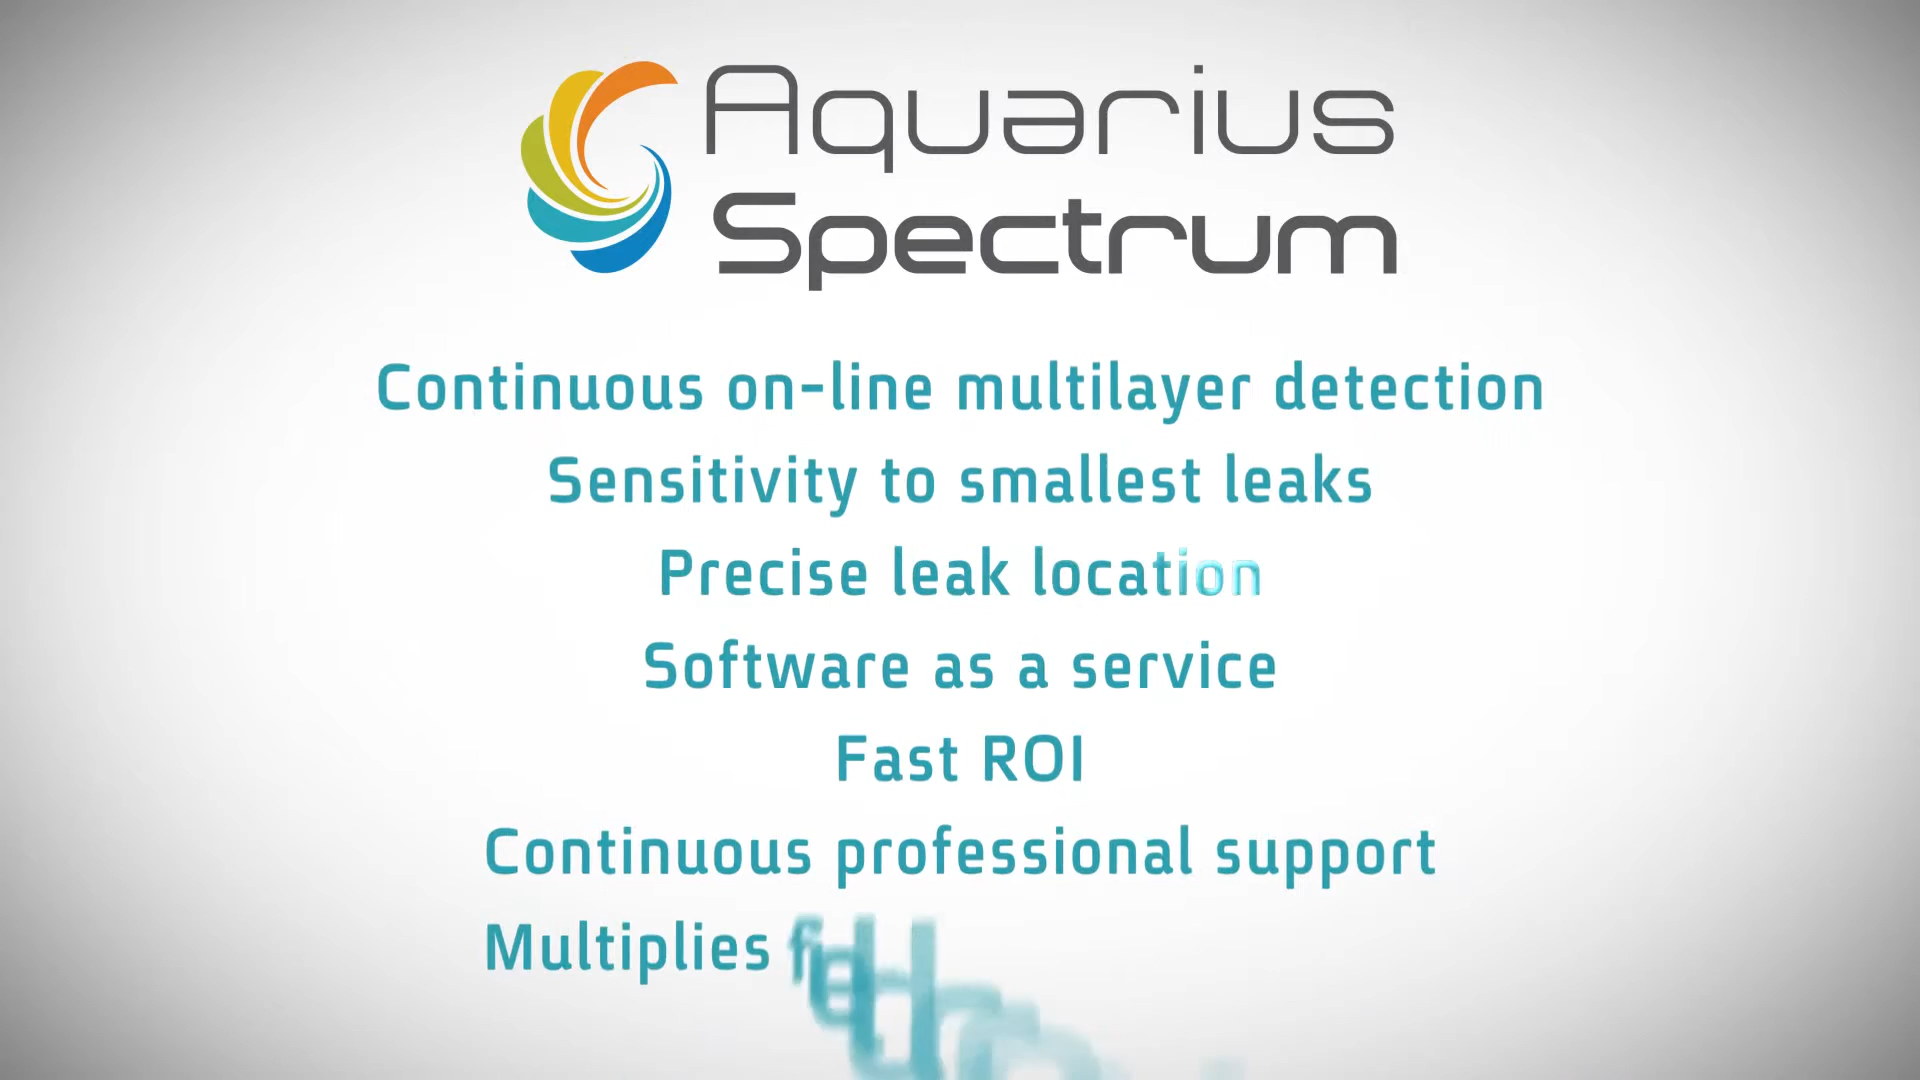 Aquarius
Spectrum
Continuous on-line multilayer detection
Sensitivity to smallest leaks
Precise leak location
Software as a service
Fast ROI
Continuous professional support
Multiplies